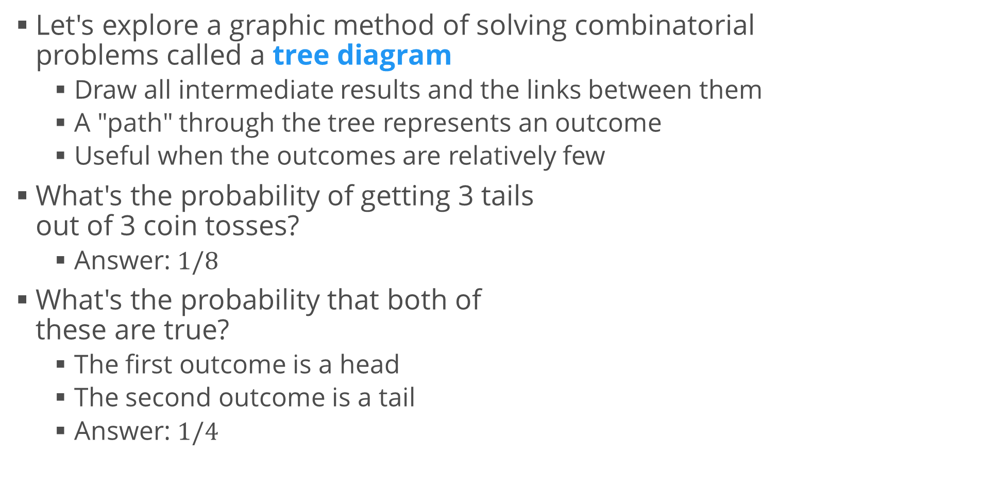 ▪ Let's explore a graphic method of solving combinatorial
problems called a tree diagram
▪ Draw all intermediate results and the links between them
▪ A "path" through the tree represents an outcome
▪ Useful when the outcomes are relatively few
▪ What's the probability of getting 3 tails
out of 3 coin tosses?
▪ Answer: 1/8
▪ What's the probability that both of
these are true?
▪ The first outcome is a head
▪ The second outcome is a tail
▪ Answer: 1/4